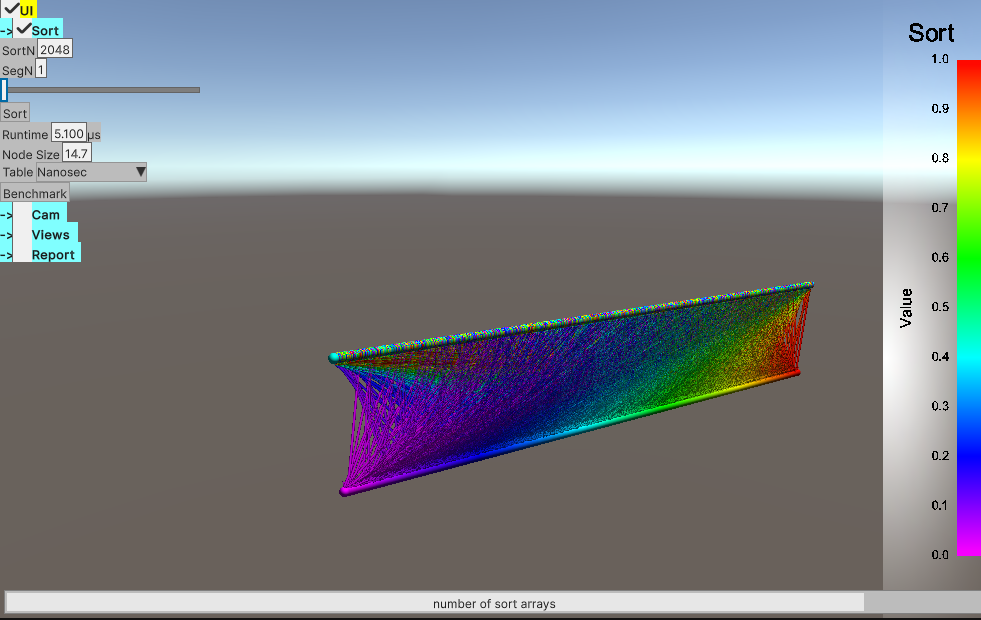 UI
-> Sort
SortN 2048
SegN 1
Sort
Runtime 5.100 µs
Node Size 14.7
Table Nanosec
Benchmark
-> Cam
-> Views
-> Report
Sort
1.0
0.9
0.8
0.7
0.6
0.5
0.4
0.3
0.2
0.1
0.0
Value
number of sort arrays